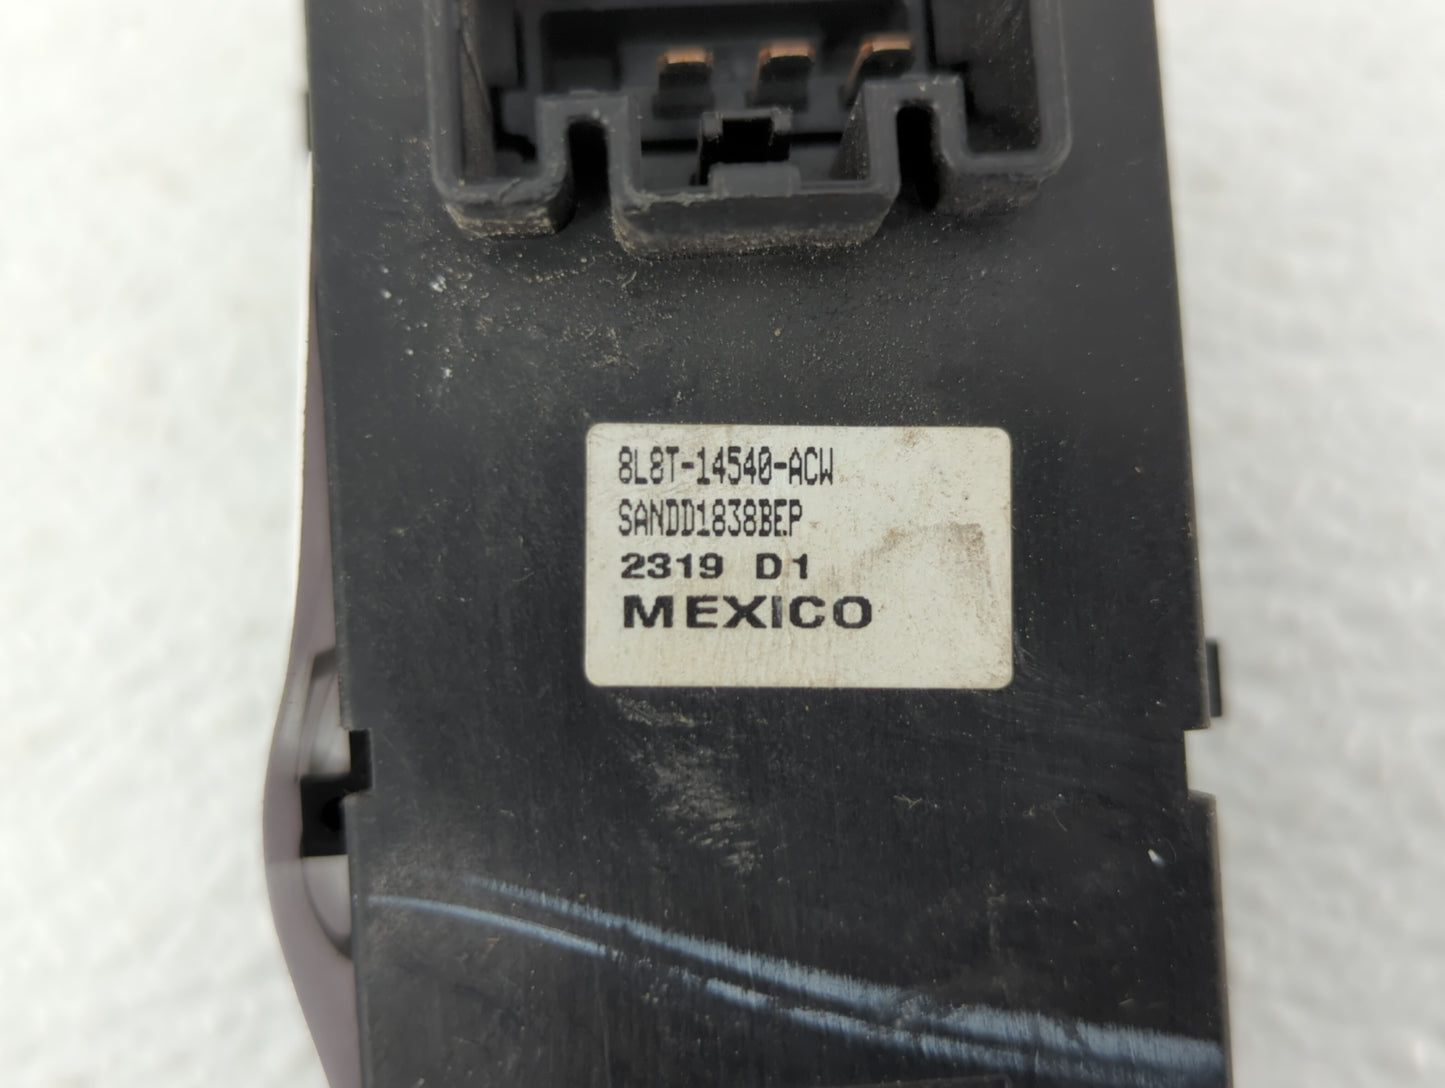 8L8T-14540-ACW
SANDD1838BEP
2319 D1
MEXICO